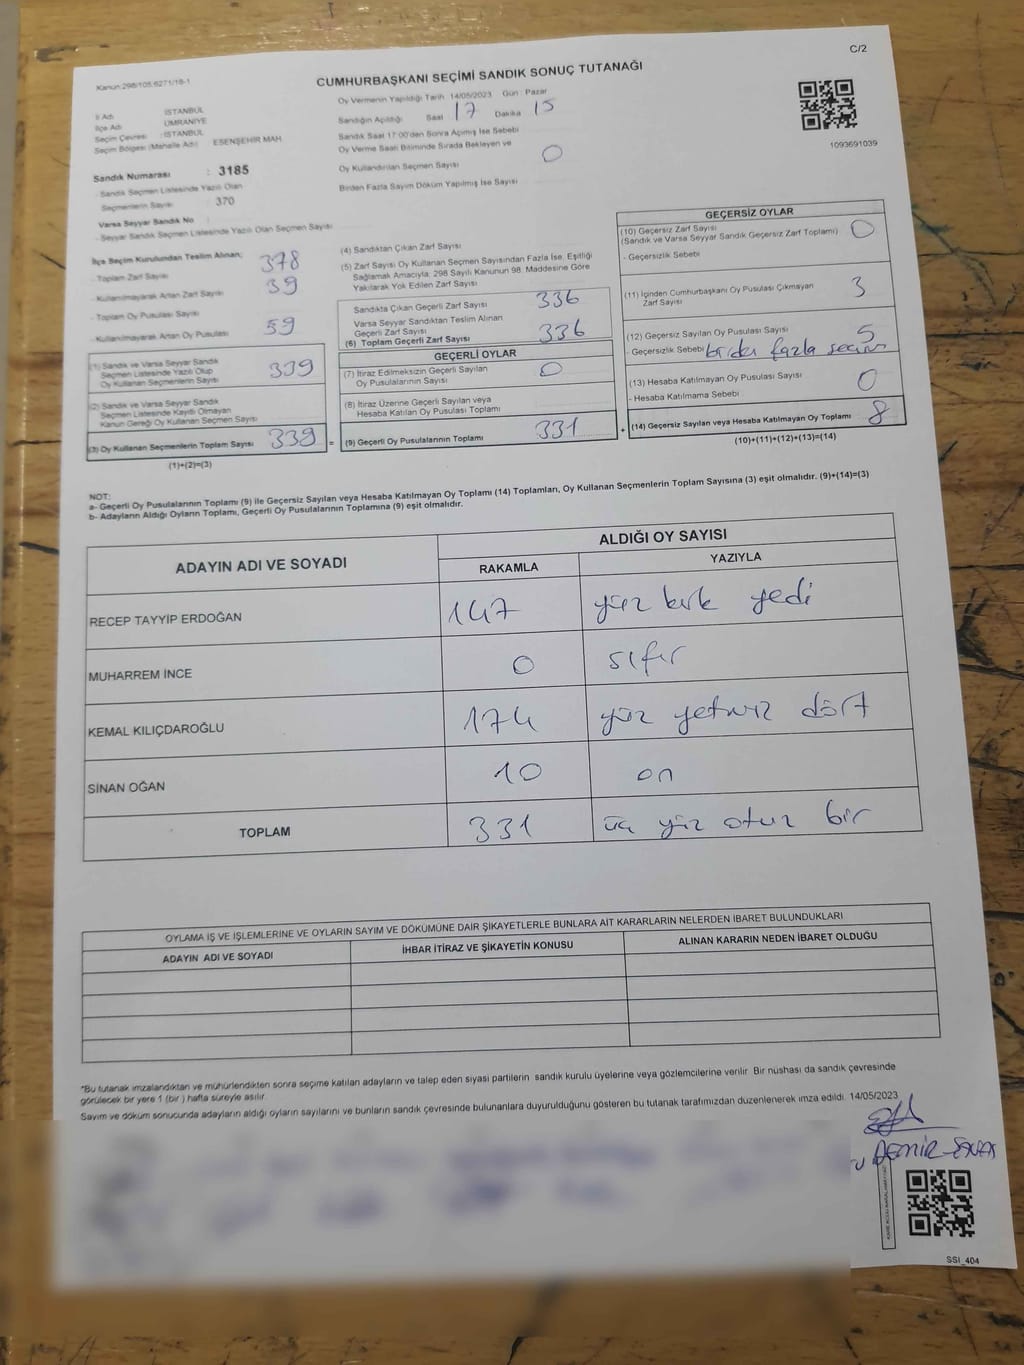 C/2
Kanun:298/105,6271/18-1
CUMHURBAŞKANI SEÇİMİ SANDIK SONUÇ TUTANAĞI
İl Adı : İSTANBUL
İlçe Adı : ÜMRANİYE
Seçim Çevresi : İSTANBUL
Seçim Bölgesi (Mahalle Adı) ESENŞEHİR MAH.
Sandık Numarası : 3185
- Sandık Seçmen Listesinde Yazılı Olan
Seçmenlerin Sayısı : 370
Varsa Seyyar Sandık No
- Seyyar Sandık Seçmen Listesinde Yazılı Olan Seçmen Sayısı
Oy Vermenin Yapıldığı Tarih 14/05/2023 Gün : Pazar
Sandığın Açıldığı Saat 17 Dakika 15
Sandık Saat 17:00'den Sonra Açılmış İse Sebebi
Oy Verme Saati Bitiminde Sırada Bekleyen ve
Oy Kullandırılan Seçmen Sayısı 0
Birden Fazla Sayım Döküm Yapılmış İse Sayısı
1093691039
İlçe Seçim Kurulundan Teslim Alınan;
- Toplam Zarf Sayısı 378
- Kullanılmayarak Artan Zarf Sayısı 39
- Toplam Oy Pusulası Sayısı
- Kullanılmayarak Artan Oy Pusulası 59
(1) Sandık ve Varsa Seyyar Sandık
Seçmen Listesinde Yazılı Olup
Oy Kullanan Seçmenlerin Sayısı 339
(2) Sandık ve Varsa Seyyar Sandık
Seçmen Listesinde Kayıtlı Olmayan
Kanun Gereği Oy Kullanan Seçmen Sayısı
(3) Oy Kullanan Seçmenlerin Toplam Sayısı 339 =
(1)+(2)=(3)
(4) Sandıktan Çıkan Zarf Sayısı
(5) Zarf Sayısı Oy Kullanan Seçmen Sayısından Fazla İse, Eşitliği
Sağlamak Amacıyla; 298 Sayılı Kanunun 98. Maddesine Göre
Yakılarak Yok Edilen Zarf Sayısı
Sandıkta Çıkan Geçerli Zarf Sayısı 336
Varsa Seyyar Sandıktan Teslim Alınan
Geçerli Zarf Sayısı
(6) Toplam Geçerli Zarf Sayısı 336
GEÇERLİ OYLAR
(7) İtiraz Edilmeksizin Geçerli Sayılan
Oy Pusulalarının Sayısı 0
(8) İtiraz Üzerine Geçerli Sayılan veya
Hesaba Katılan Oy Pusulası Toplamı
(9) Geçerli Oy Pusulalarının Toplamı 331 +
GEÇERSİZ OYLAR
(10) Geçersiz Zarf Sayısı
(Sandık ve Varsa Seyyar Sandık Geçersiz Zarf Toplamı) 0
- Geçersizlik Sebebi
(11) İçinden Cumhurbaşkanı Oy Pusulası Çıkmayan
Zarf Sayısı 3
(12) Geçersiz Sayılan Oy Pusulası Sayısı 5
- Geçersizlik Sebebi birden fazla seçim
(13) Hesaba Katılmayan Oy Pusulası Sayısı 0
- Hesaba Katılmama Sebebi
(14) Geçersiz Sayılan veya Hesaba Katılmayan Oy Toplamı 8
(10)+(11)+(12)+(13)=(14)
NOT:
a- Geçerli Oy Pusulalarının Toplamı (9) ile Geçersiz Sayılan veya Hesaba Katılmayan Oy Toplamı (14) Toplamları, Oy Kullanan Seçmenlerin Toplam Sayısına (3) eşit olmalıdır. (9)+(14)=(3)
b- Adayların Aldığı Oyların Toplamı, Geçerli Oy Pusulalarının Toplamına (9) eşit olmalıdır.
ADAYIN ADI VE SOYADI
ALDIĞI OY SAYISI
RAKAMLA YAZIYLA
RECEP TAYYİP ERDOĞAN 147 yüz kırk yedi
MUHARREM İNCE 0 sıfır
KEMAL KILIÇDAROĞLU 174 yüz yetmiz dört
SİNAN OĞAN 10 on
TOPLAM 331 üç yüz otuz bir
OYLAMA İŞ VE İŞLEMLERİNE VE OYLARIN SAYIM VE DÖKÜMÜNE DAİR ŞİKAYETLERLE BUNLARA AİT KARARLARIN NELERDEN İBARET BULUNDUKLARI
ADAYIN ADI VE SOYADI İHBAR İTİRAZ VE ŞİKAYETİN KONUSU ALINAN KARARIN NEDEN İBARET OLDUĞU
*Bu tutanak imzalandıktan ve mühürlendikten sonra seçime katılan adayların ve talep eden siyasi partilerin sandık kurulu üyelerine veya gözlemcilerine verilir. Bir nüshası da sandık çevresinde
görülecek bir yere 1 (bir ) hafta süreyle asılır.
Sayım ve döküm sonucunda adayların aldığı oyların sayılarını ve bunların sandık çevresinde bulunanlara duyurulduğunu gösteren bu tutanak tarafımızdan düzenlenerek imza edildi. 14/05/2023
DEMİR
SSI_404